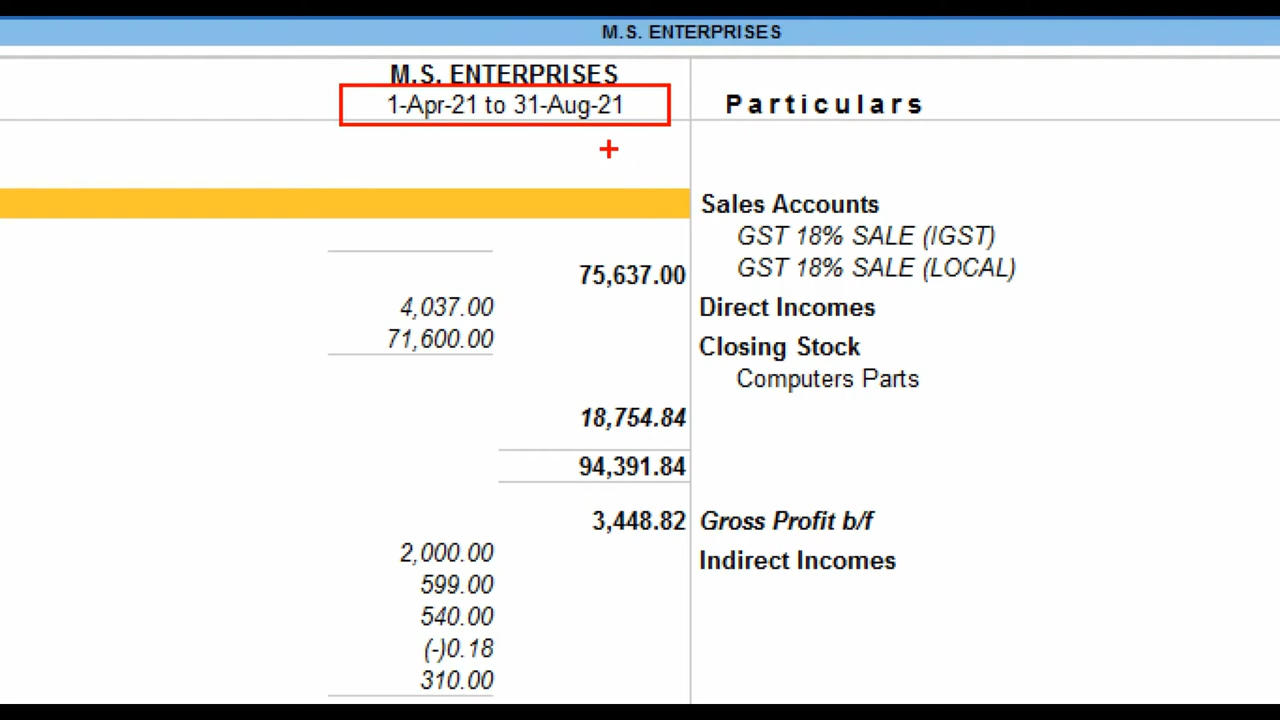 M.S. ENTERPRISES
M.S. ENTERPRISES
1-Apr-21 to 31-Aug-21
Particulars
Sales Accounts
GST 18% SALE (IGST)
GST 18% SALE (LOCAL)
75,637.00
4,037.00 Direct Incomes
71,600.00 Closing Stock
Computers Parts
18,754.84
94,391.84
3,448.82 Gross Profit b/f
2,000.00 Indirect Incomes
599.00
540.00
(-)0.18
310.00